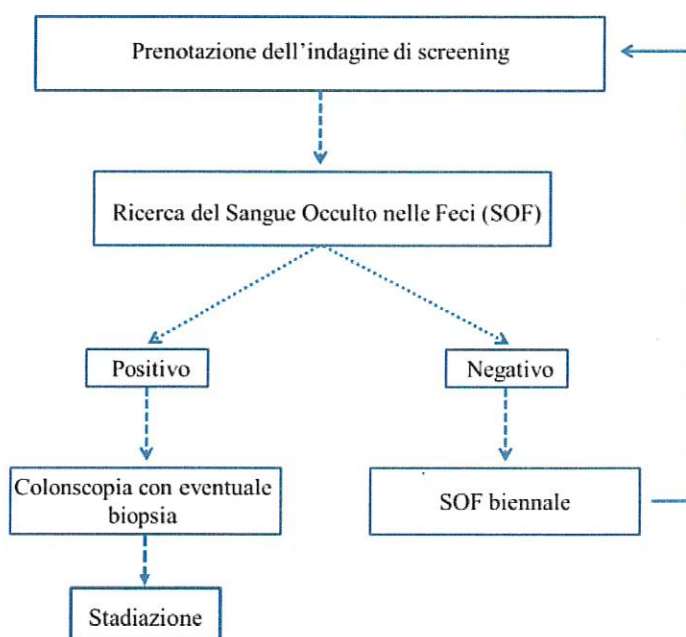 Prenotazione dell'indagine di screening
Ricerca del Sangue Occulto nelle Feci (SOF)
Positivo
Negativo
Colonscopia con eventuale
biopsia
SOF biennale
Stadiazione